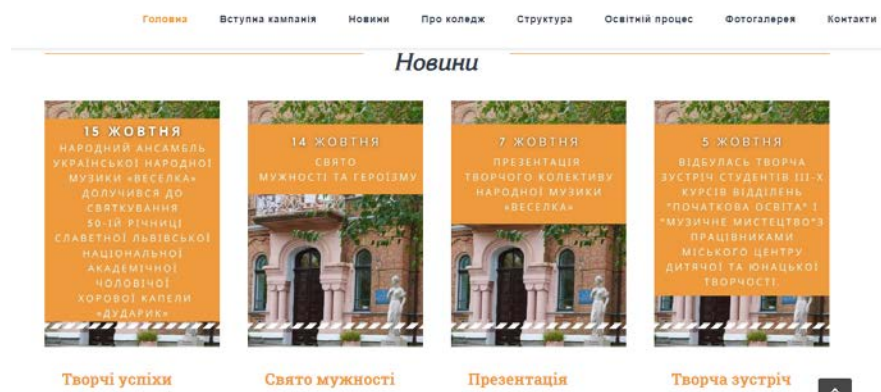 Головна Вступна кампанія Новини Про коледж Структура Освітній процес Фотогалерея Контакти
Новини
15 ЖОВТНЯ
НАРОДНИЙ АНСАМБЛЬ
УКРАЇНСЬКОЇ НАРОДНОЇ
МУЗИКИ «ВЕСЕЛКА»
ДОЛУЧИВСЯ ДО
СВЯТКУВАННЯ
50-ІЙ РІЧНИЦІ
СЛАВЕТНОЇ ЛЬВІВСЬКОЇ
НАЦІОНАЛЬНОЇ
АКАДЕМІЧНОЇ
ЧОЛОВІЧОЇ
ХОРОВОЇ КАПЕЛИ
«ДУДАРИК»
Творчі успіхи
14 ЖОВТНЯ
СВЯТО
МУЖНОСТІ ТА ГЕРОЇЗМУ
Свято мужності
7 ЖОВТНЯ
ПРЕЗЕНТАЦІЯ
ТВОРЧОГО КОЛЕКТИВУ
НАРОДНОЇ МУЗИКИ
«ВЕСЕЛКА»
Презентація
5 ЖОВТНЯ
ВІДБУЛАСЬ ТВОРЧА
ЗУСТРІЧ СТУДЕНТІВ ІІІ-Х
КУРСІВ ВІДДІЛЕНЬ
"ПОЧАТКОВА ОСВІТА" І
"МУЗИЧНЕ МИСТЕЦТВО"З
ПРАЦІВНИКАМИ
МІСЬКОГО ЦЕНТРУ
ДИТЯЧОЇ ТА ЮНАЦЬКОЇ
ТВОРЧОСТІ.
Творча зустріч